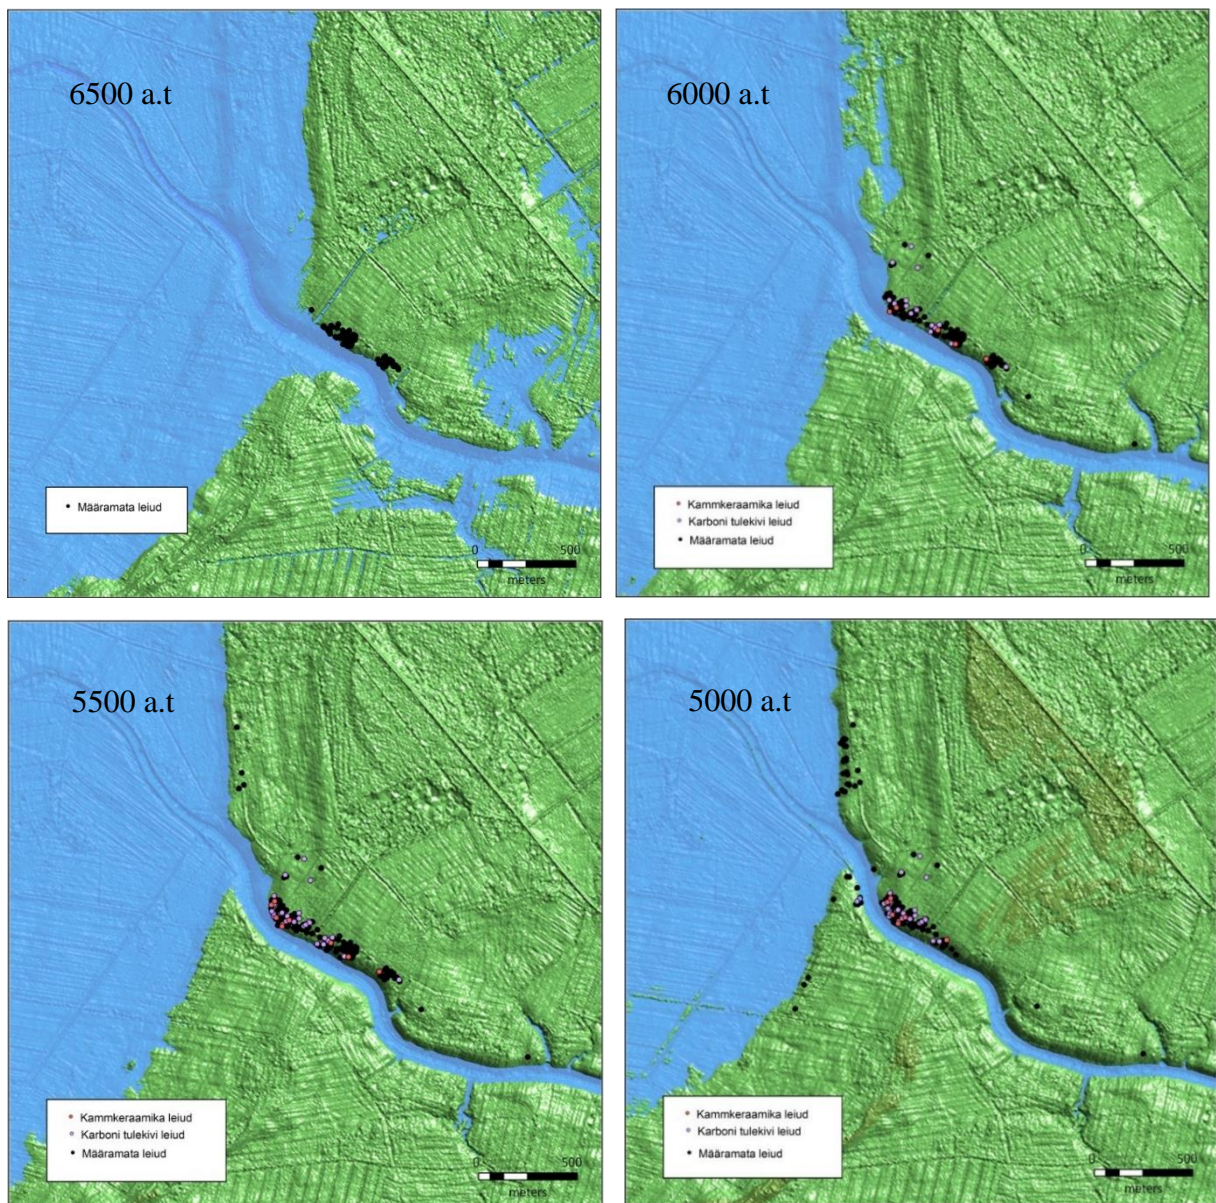 6500 a.t
Määramata leiud
0 500
meters
6000 a.t
Kammkeraamika leiud
Karboni tulekivi leiud
Määramata leiud
0 500
meters
5500 a.t
Kammkeraamika leiud
Karboni tulekivi leiud
Määramata leiud
0 500
meters
5000 a.t
Kammkeraamika leiud
Karboni tulekivi leiud
Määramata leiud
0 500
meters